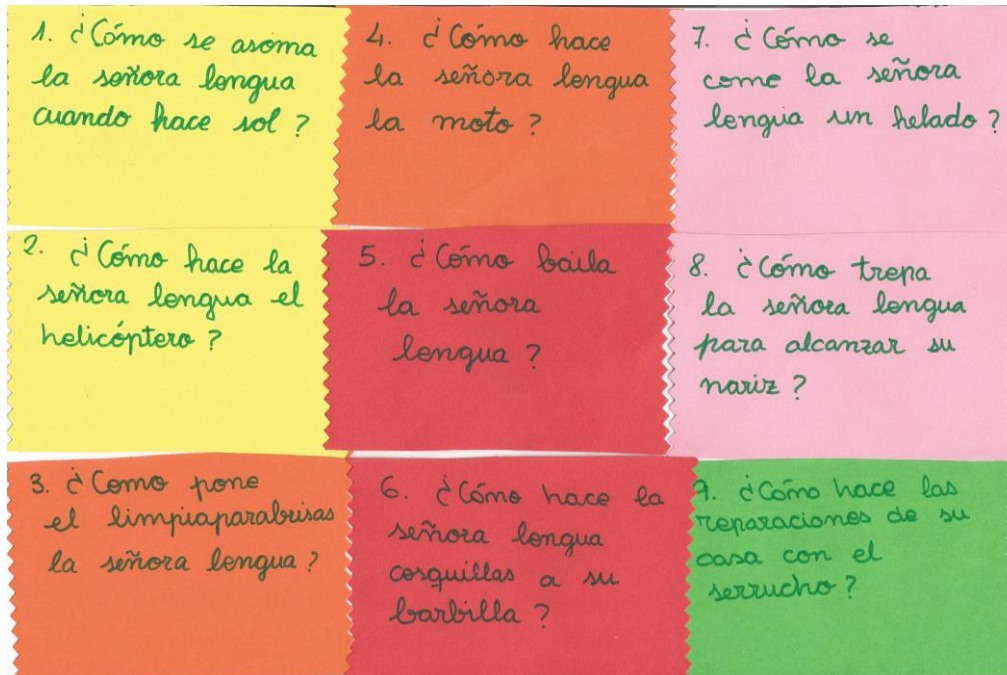 1. ¿Cómo se asoma
la señora lengua
cuando hace sol?
2. ¿Cómo hace la
señora lengua el
helicóptero?
3. ¿Como pone
el limpiaparabrisas
la señora lengua?
4. ¿Cómo hace
la señora lengua
la moto?
5. ¿Cómo baila
la señora
lengua?
6. ¿Cómo hace la
señora lengua
cosquillas a su
barbilla?
7. ¿Cómo se
come la señora
lengua un helado?
8. ¿Cómo trepa
la señora lengua
para alcanzar su
nariz?
9. ¿Cómo hace las
reparaciones de su
casa con el
serrucho?